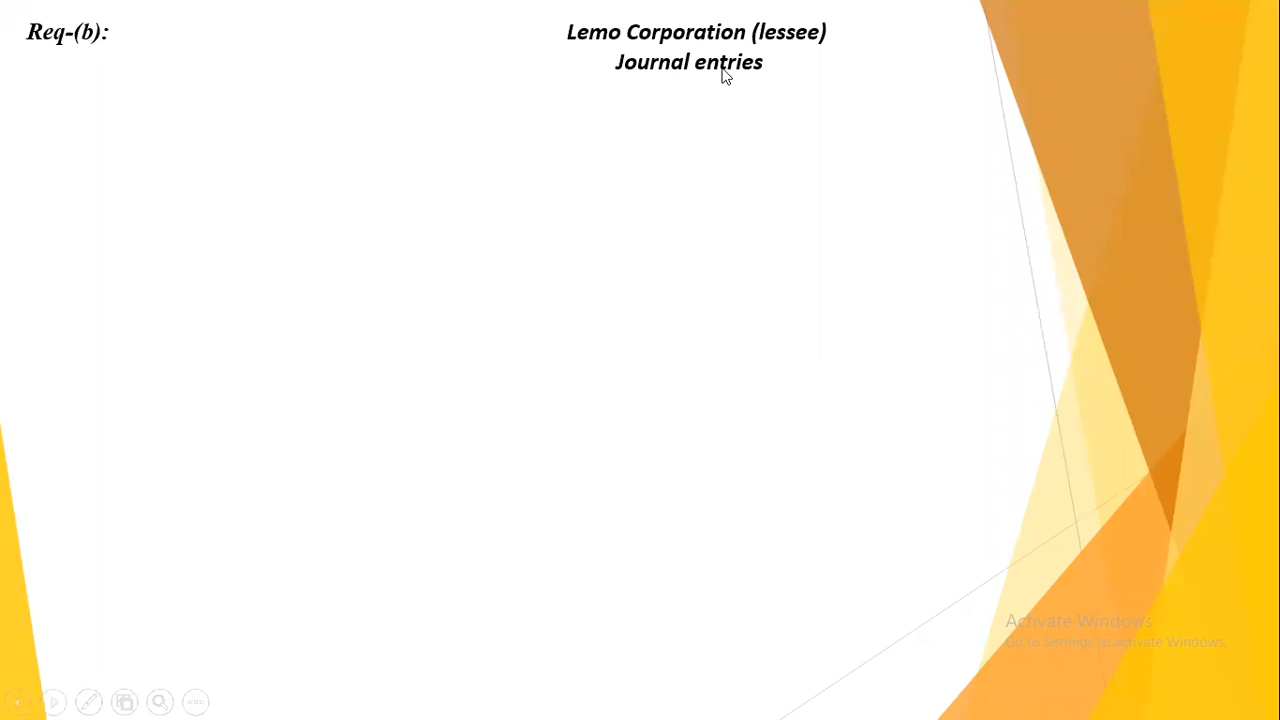 Req-(b):
Lemo Corporation (lessee)
Journal entries
Activate Windows
Go to Settings to activate Windows.